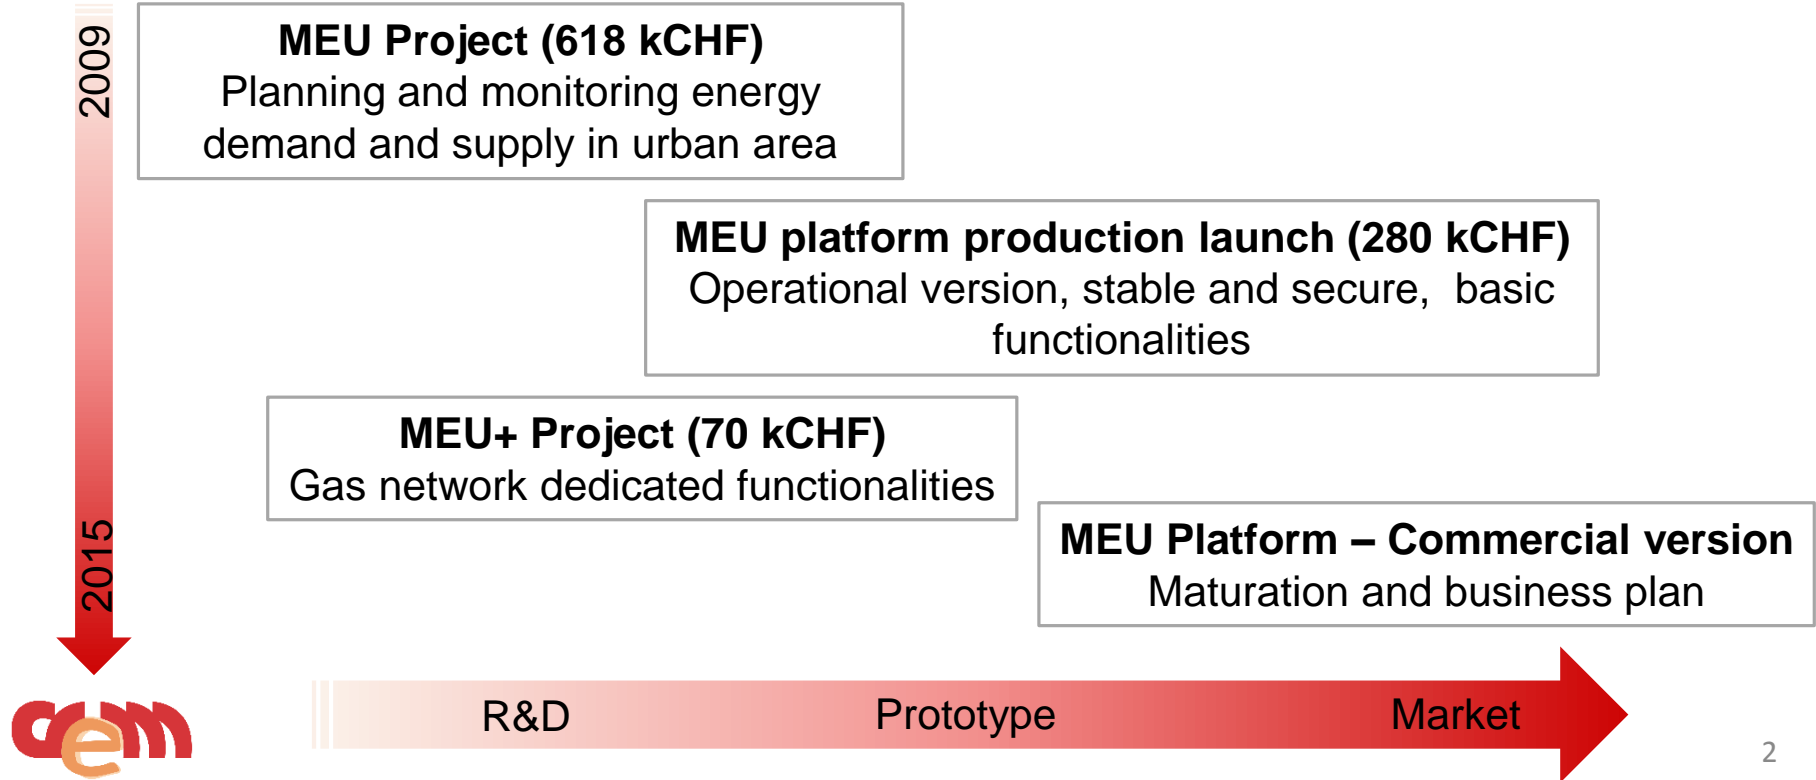 2009
MEU Project (618 kCHF)
Planning and monitoring energy
demand and supply in urban area
MEU platform production launch (280 kCHF)
Operational version, stable and secure,  basic
functionalities
MEU+ Project (70 kCHF)
Gas network dedicated functionalities
2015
MEU Platform – Commercial version
Maturation and business plan
R&D
Prototype
Market
crem
2